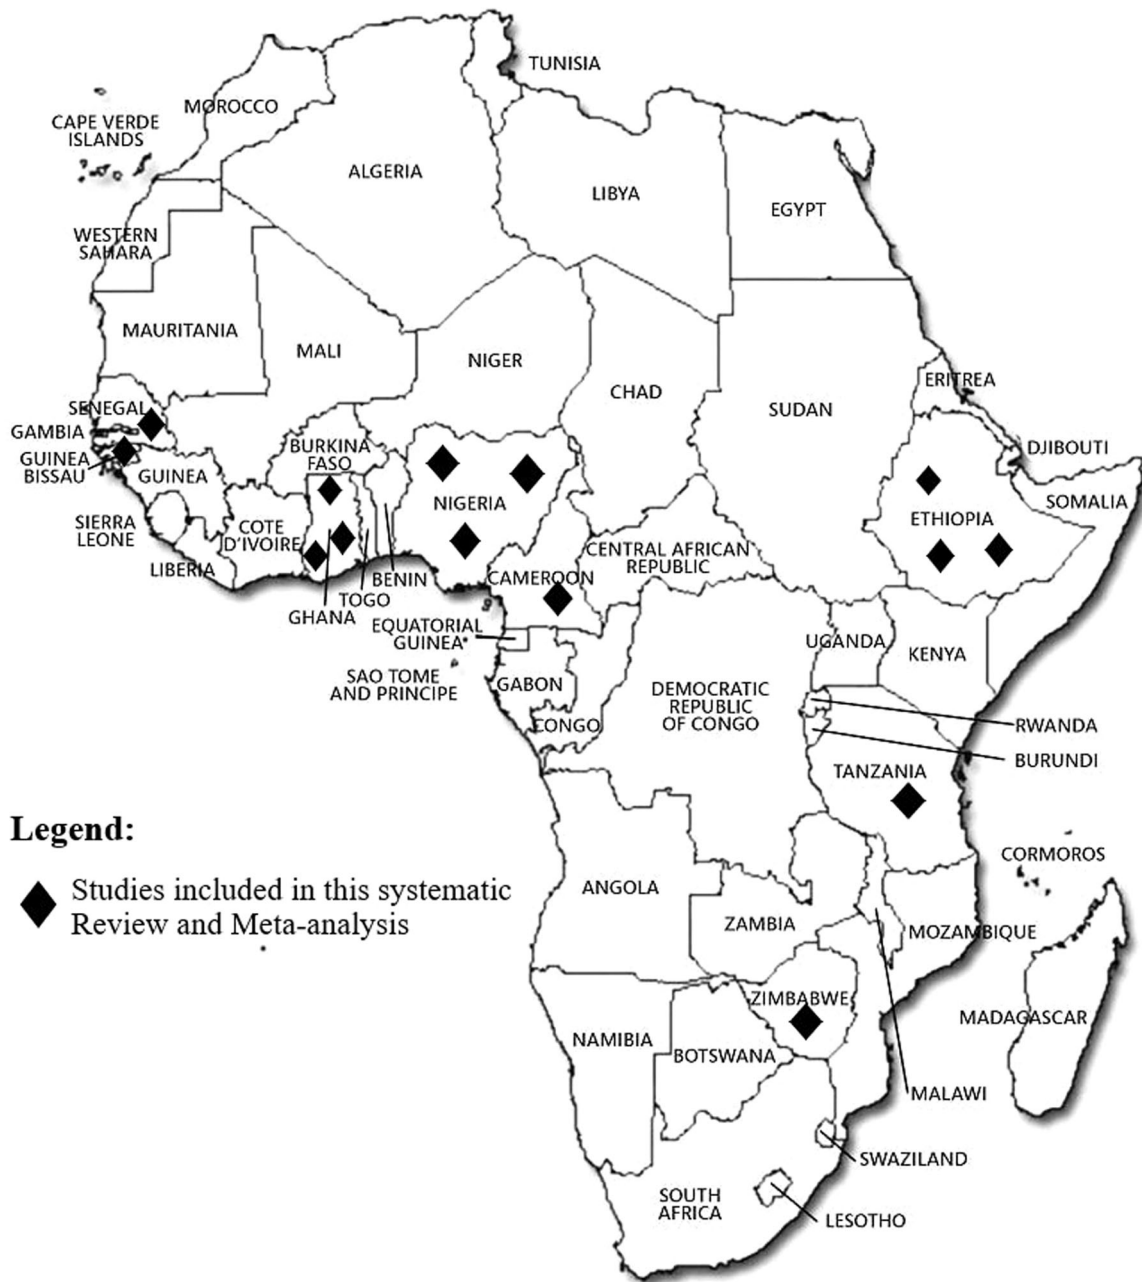 TUNISIA
MOROCCO
CAPE VERDE
ISLANDS
ALGERIA
LIBYA
EGYPT
WESTERN
SAHARA
MAURITANIA
MALI
NIGER
CHAD
SUDAN
ERITREA
SENEGAL
GAMBIA
GUINEA
BISSAU
GUINEA
BURKINA
FASO
NIGERIA
DJIBOUTI
SOMALIA
ETHIOPIA
SIERRA
LEONE
COTE
D'IVOIRE
LIBERIA
CENTRAL AFRICAN
REPUBLIC
BENIN
CAMEROON
TOGO
GHANA
EQUATORIAL
GUINEA
UGANDA
KENYA
SAO TOME
AND PRINCIPE
GABON
DEMOCRATIC
REPUBLIC
OF CONGO
CONGO
RWANDA
BURUNDI
TANZANIA
Legend:
Studies included in this systematic
Review and Meta-analysis
CORMOROS
ANGOLA
ZAMBIA
MOZAMBIQUE
ZIMBABWE
MADAGASCAR
NAMIBIA
BOTSWANA
MALAWI
SWAZILAND
SOUTH
AFRICA
LESOTHO